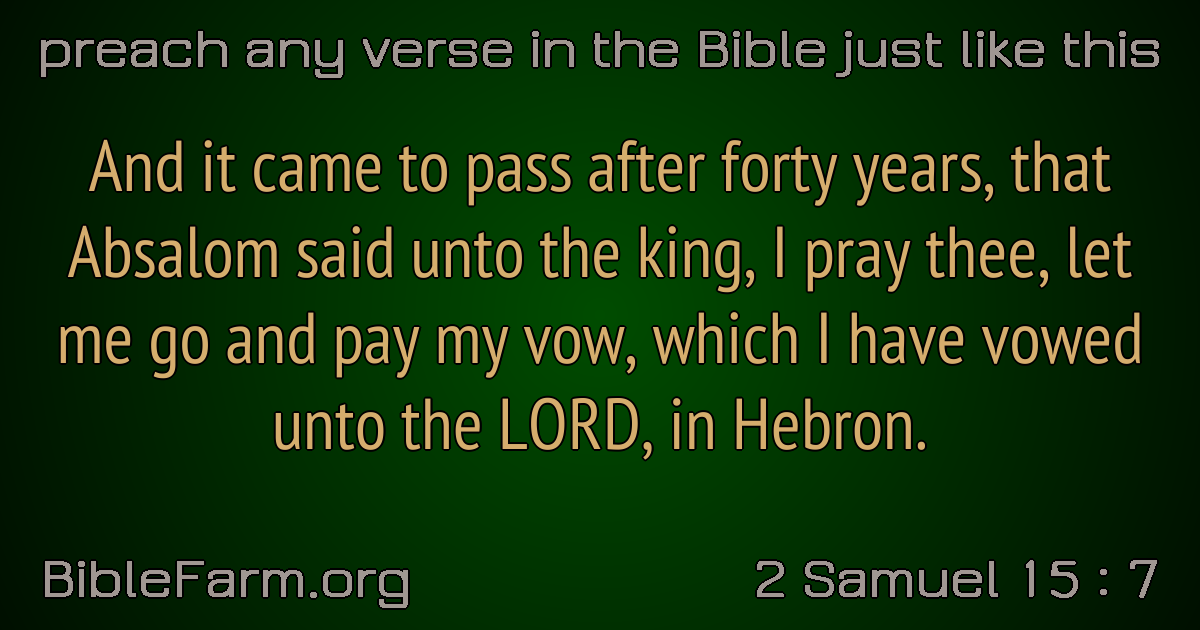 preach any verse in the Bible just like this
And it came to pass after forty years, that
Absalom said unto the king, I pray thee, let
me go and pay my vow, which I have vowed
unto the LORD, in Hebron.
BibleFarm.org
2 Samuel 15 : 7